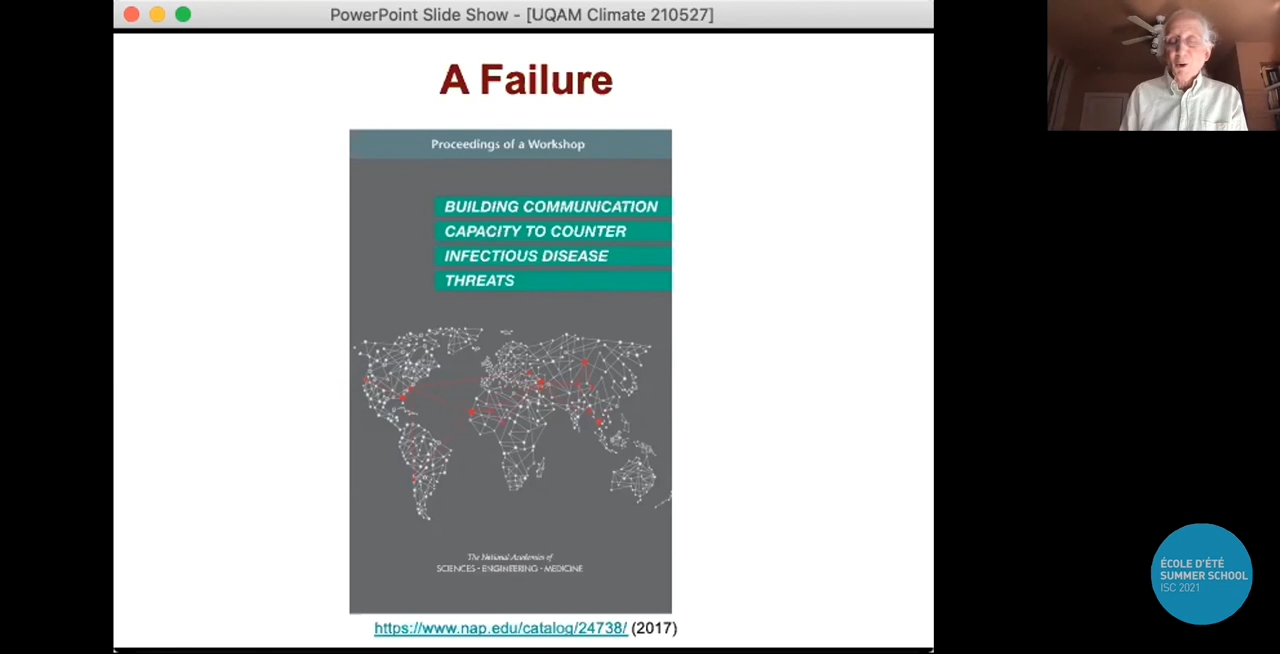 PowerPoint Slide Show - [UQAM Climate 210527]
A Failure
Proceedings of a Workshop
BUILDING COMMUNICATION
CAPACITY TO COUNTER
INFECTIOUS DISEASE
THREATS
The National Academies of
SCIENCES • ENGINEERING • MEDICINE
https://www.nap.edu/catalog/24738/ (2017)
ÉCOLE D'ÉTÉ
SUMMER SCHOOL
ISC 2021